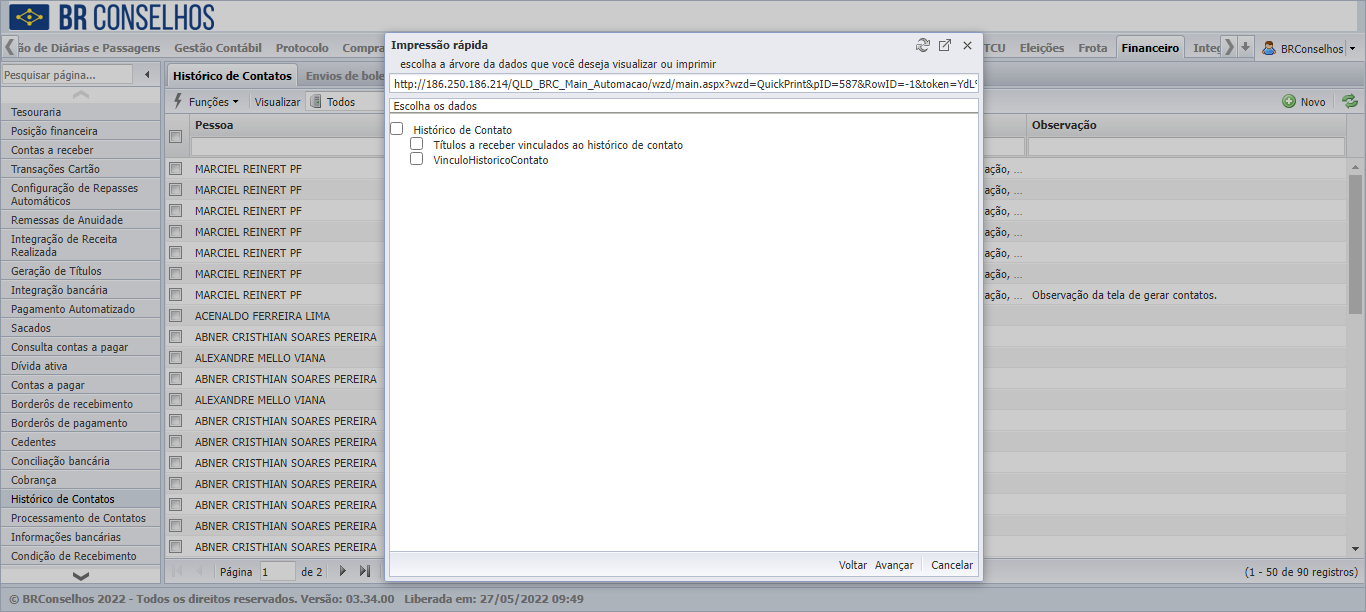 BR CONSELHOS
ão de Diárias e Passagens Gestão Contábil Protocolo Compra
TCU Eleições Frota Financeiro Integ BRConselhos
Pesquisar página...
Tesouraria
Posição financeira
Contas a receber
Transações Cartão
Configuração de Repasses
Automáticos
Remessas de Anuidade
Integração de Receita
Realizada
Geração de Títulos
Integração bancária
Pagamento Automatizado
Sacados
Consulta contas a pagar
Dívida ativa
Contas a pagar
Borderôs de recebimento
Borderôs de pagamento
Cedentes
Conciliação bancária
Cobrança
Histórico de Contatos
Processamento de Contatos
Informações bancárias
Condição de Recebimento
Histórico de Contatos Envios de bole
Funções Visualizar Todos
Novo
Pessoa
Observação
MARCIEL REINERT PF
ação, ...
MARCIEL REINERT PF
ação, ...
MARCIEL REINERT PF
ação, ...
MARCIEL REINERT PF
ação, ...
MARCIEL REINERT PF
ação, ...
MARCIEL REINERT PF
ação, ...
MARCIEL REINERT PF
ação, ... Observação da tela de gerar contatos.
ACENALDO FERREIRA LIMA
ABNER CRISTHIAN SOARES PEREIRA
ALEXANDRE MELLO VIANA
ABNER CRISTHIAN SOARES PEREIRA
ALEXANDRE MELLO VIANA
ABNER CRISTHIAN SOARES PEREIRA
ABNER CRISTHIAN SOARES PEREIRA
ABNER CRISTHIAN SOARES PEREIRA
ABNER CRISTHIAN SOARES PEREIRA
ABNER CRISTHIAN SOARES PEREIRA
ABNER CRISTHIAN SOARES PEREIRA
ABNER CRISTHIAN SOARES PEREIRA
Página 1 de 2
(1 - 50 de 90 registros)
Impressão rápida
escolha a árvore da dados que você deseja visualizar ou imprimir
http://186.250.186.214/QLD_BRC_Main_Automacao/wzd/main.aspx?wzd=QuickPrint&pID=587&RowID=-1&token=YdL%
Escolha os dados
Histórico de Contato
Títulos a receber vinculados ao histórico de contato
VinculoHistoricoContato
Voltar Avançar Cancelar
© BRConselhos 2022 - Todos os direitos reservados. Versão: 03.34.00 Liberada em: 27/05/2022 09:49